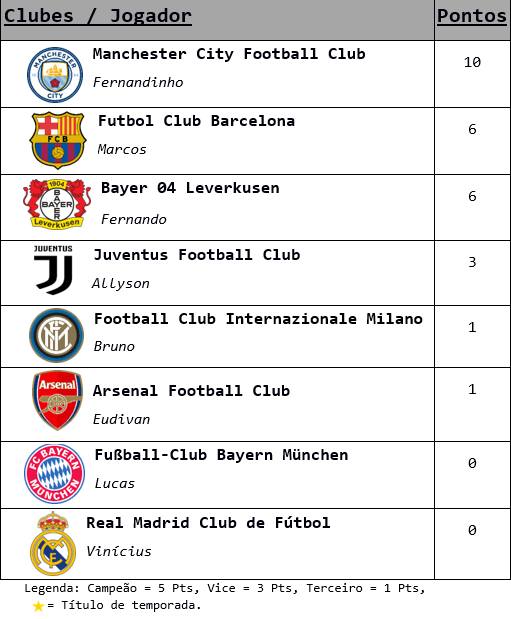 Clubes / Jogador Pontos
MANCHESTER
CITY
Manchester City Football Club
Fernandinho
10
FCB
Futbol Club Barcelona
Marcos
6
1904
BAYER
BAYER
Leverkusen
Bayer 04 Leverkusen
Fernando
6
JUVENTUS
Juventus Football Club
Allyson
3
Football Club Internazionale Milano
Bruno
1
Arsenal
Arsenal Football Club
Eudivan
1
FC BAYERN
MÜNCHEN
Fußball-Club Bayern München
Lucas
0
Real Madrid Club de Fútbol
Vinícius
0
Legenda: Campeão = 5 Pts, Vice = 3 Pts, Terceiro = 1 Pts,
= Título de temporada.